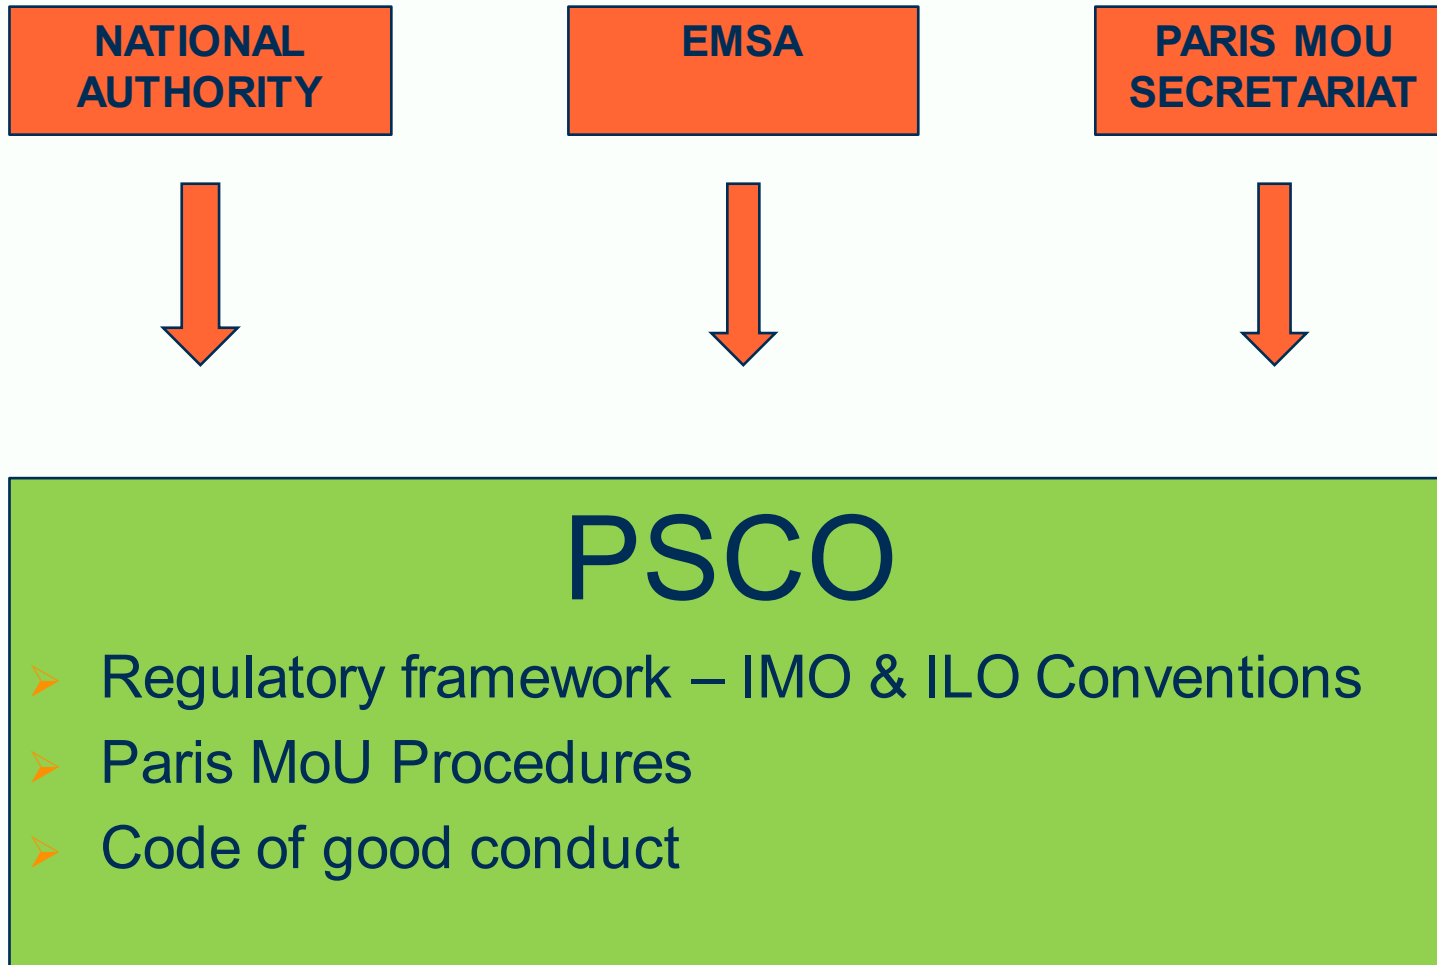 NATIONAL
AUTHORITY
EMSA
PARIS MOU
SECRETARIAT
PSCO
Regulatory framework – IMO & ILO Conventions
Paris MoU Procedures
Code of good conduct